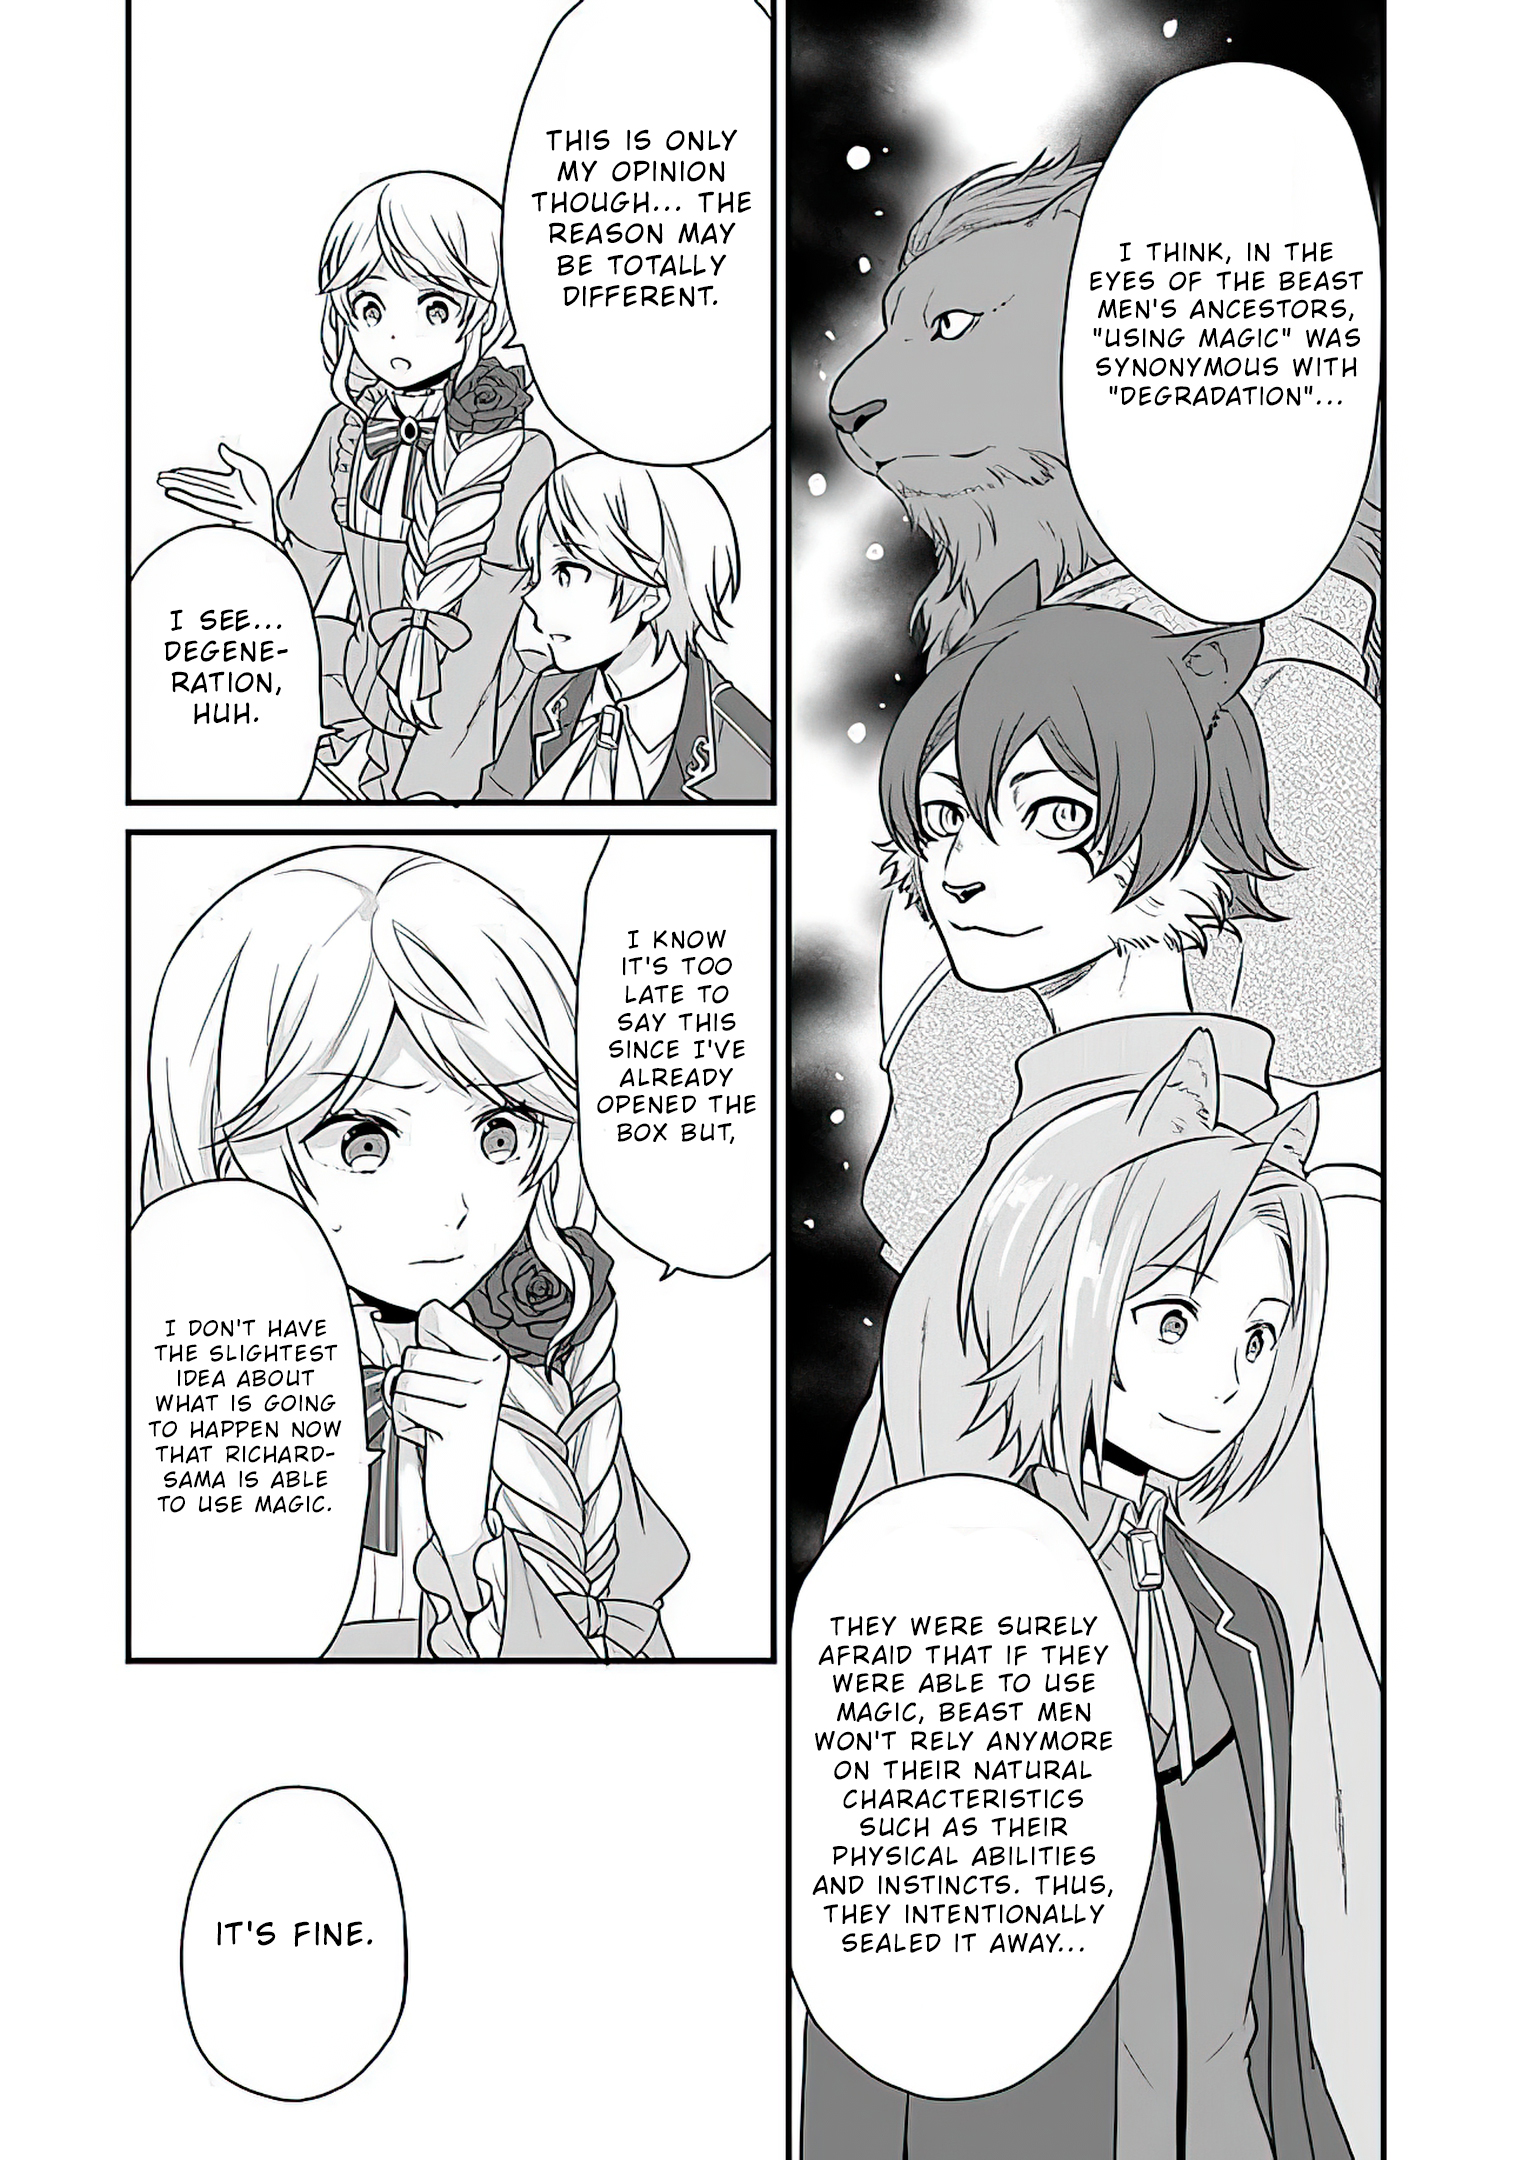 I THINK, IN THE
EYES OF THE BEAST
MEN'S ANCESTORS,
"USING MAGIC" WAS
SYNONYMOUS WITH
"DEGRADATION"...
THEY WERE SURELY
AFRAID THAT IF THEY
WERE ABLE TO USE
MAGIC, BEAST MEN
WON'T RELY ANYMORE
ON THEIR NATURAL
CHARACTERISTICS
SUCH AS THEIR
PHYSICAL ABILITIES
AND INSTINCTS. THUS,
THEY INTENTIONALLY
SEALED IT AWAY...
THIS IS ONLY
MY OPINION
THOUGH... THE
REASON MAY
BE TOTALLY
DIFFERENT.
I SEE...
DEGENE-
RATION,
HUH.
I KNOW
IT'S TOO
LATE TO
SAY THIS
SINCE I'VE
ALREADY
OPENED THE
BOX BUT,
I DON'T HAVE
THE SLIGHTEST
IDEA ABOUT
WHAT IS GOING
TO HAPPEN NOW
THAT RICHARD-
SAMA IS ABLE
TO USE MAGIC.
IT'S FINE.